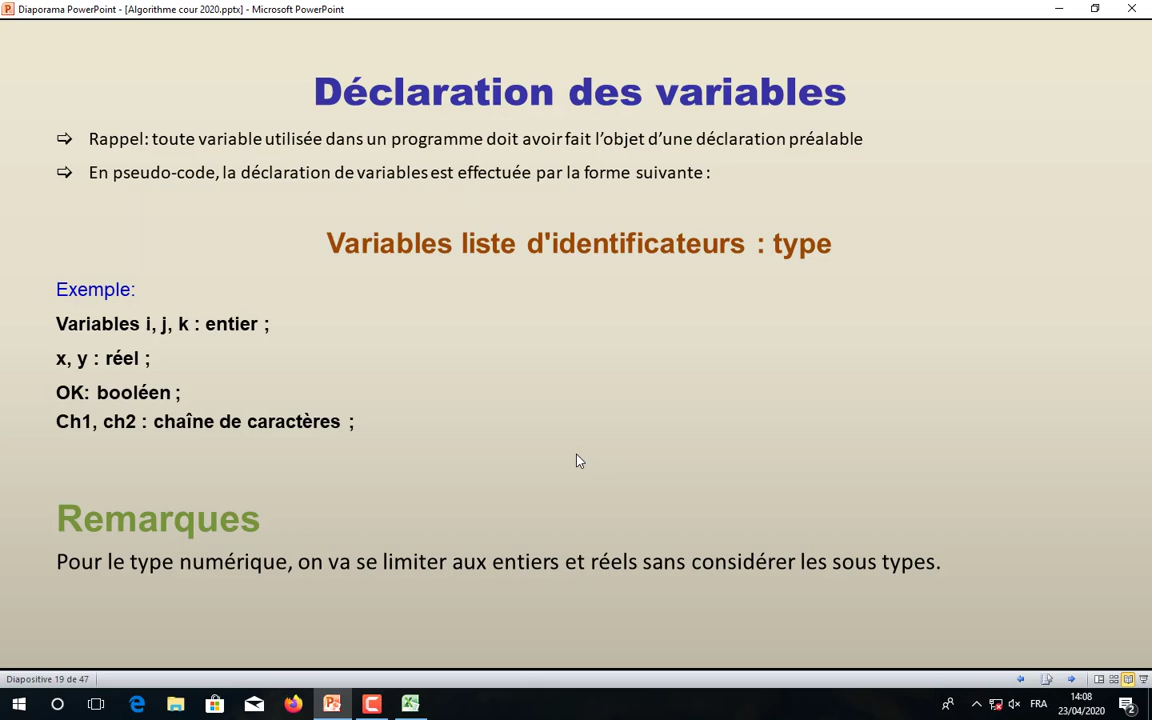 Diaporama PowerPoint - [Algorithme cour 2020.pptx] - Microsoft PowerPoint
Déclaration des variables
⇨ Rappel: toute variable utilisée dans un programme doit avoir fait l’objet d’une déclaration préalable
⇨ En pseudo-code, la déclaration de variables est effectuée par la forme suivante :
Variables liste d'identificateurs : type
Exemple:
Variables i, j, k : entier ;
x, y : réel ;
OK: booléen ;
Ch1, ch2 : chaîne de caractères ;
Remarques
Pour le type numérique, on va se limiter aux entiers et réels sans considérer les sous types.
Diapositive 19 de 47
FRA
14:08
23/04/2020
2